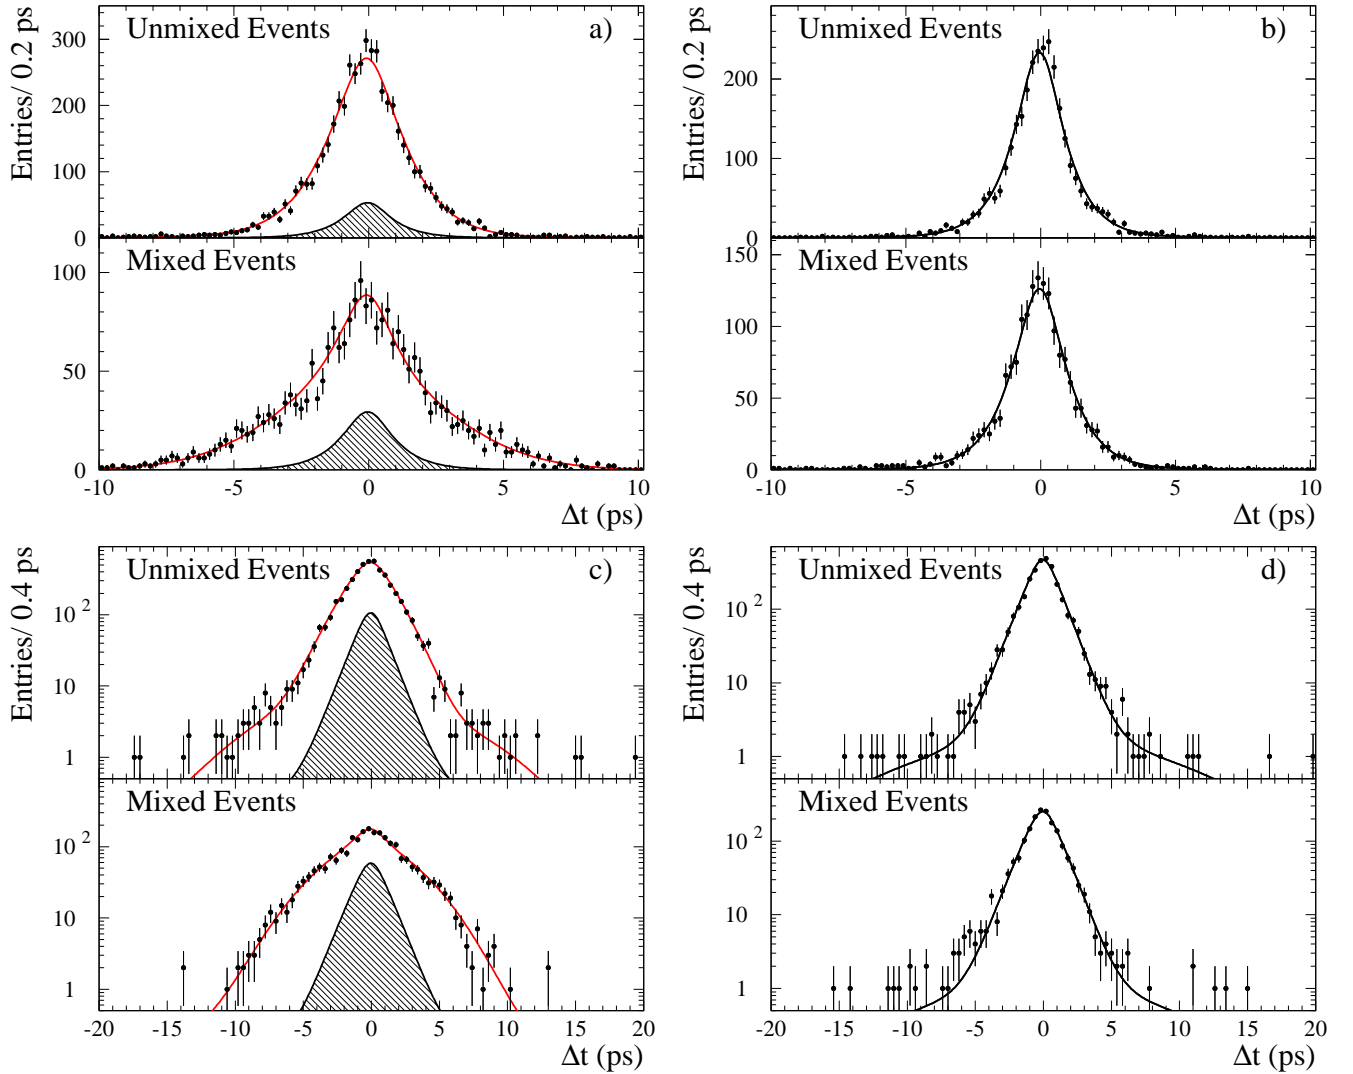 Entries/ 0.2 ps
Unmixed Events
a)
300
200
100
0
Mixed Events
100
50
0
-10
-5
0
5
10
Δt (ps)
Entries/ 0.2 ps
Unmixed Events
b)
200
100
0
Mixed Events
150
100
50
0
-10
-5
0
5
10
Δt (ps)
Entries/ 0.4 ps
Unmixed Events
c)
10 2
10
1
Mixed Events
10 2
10
1
-20
-15
-10
-5
0
5
10
15
20
Δt (ps)
Entries/ 0.4 ps
Unmixed Events
d)
10 2
10
1
Mixed Events
10 2
10
1
-20
-15
-10
-5
0
5
10
15
20
Δt (ps)